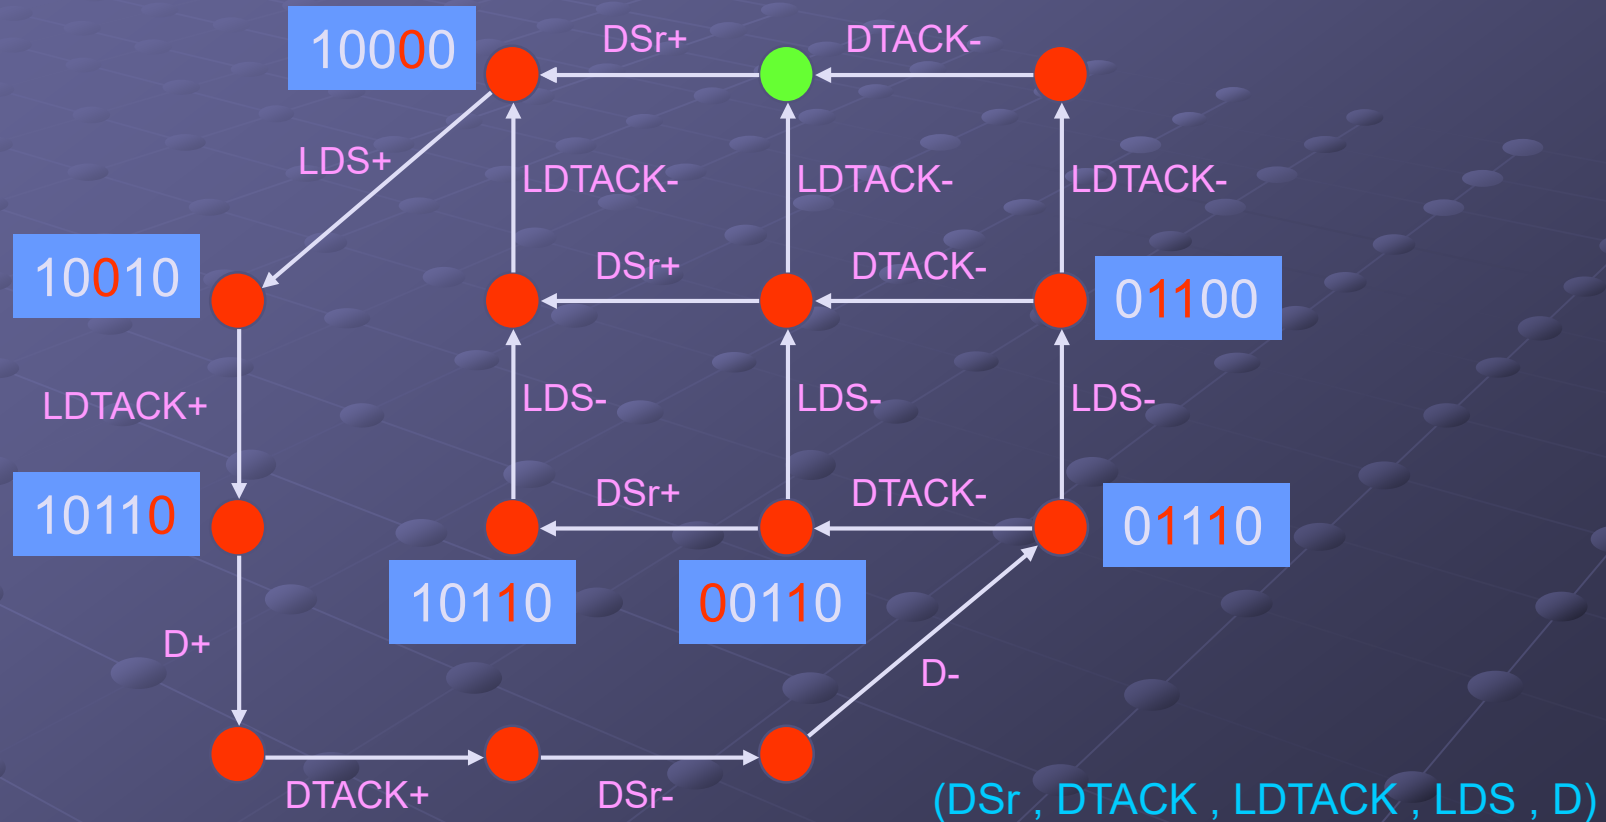 DSr+
DTACK-
10000
LDS+
LDTACK-
LDTACK-
LDTACK-
10010
DSr+
DTACK-
01100
LDTACK+
LDS-
LDS-
LDS-
10110
DSr+
DTACK-
01110
10110
00110
D+
D-
DTACK+
DSr-
(DSr , DTACK , LDTACK , LDS , D)